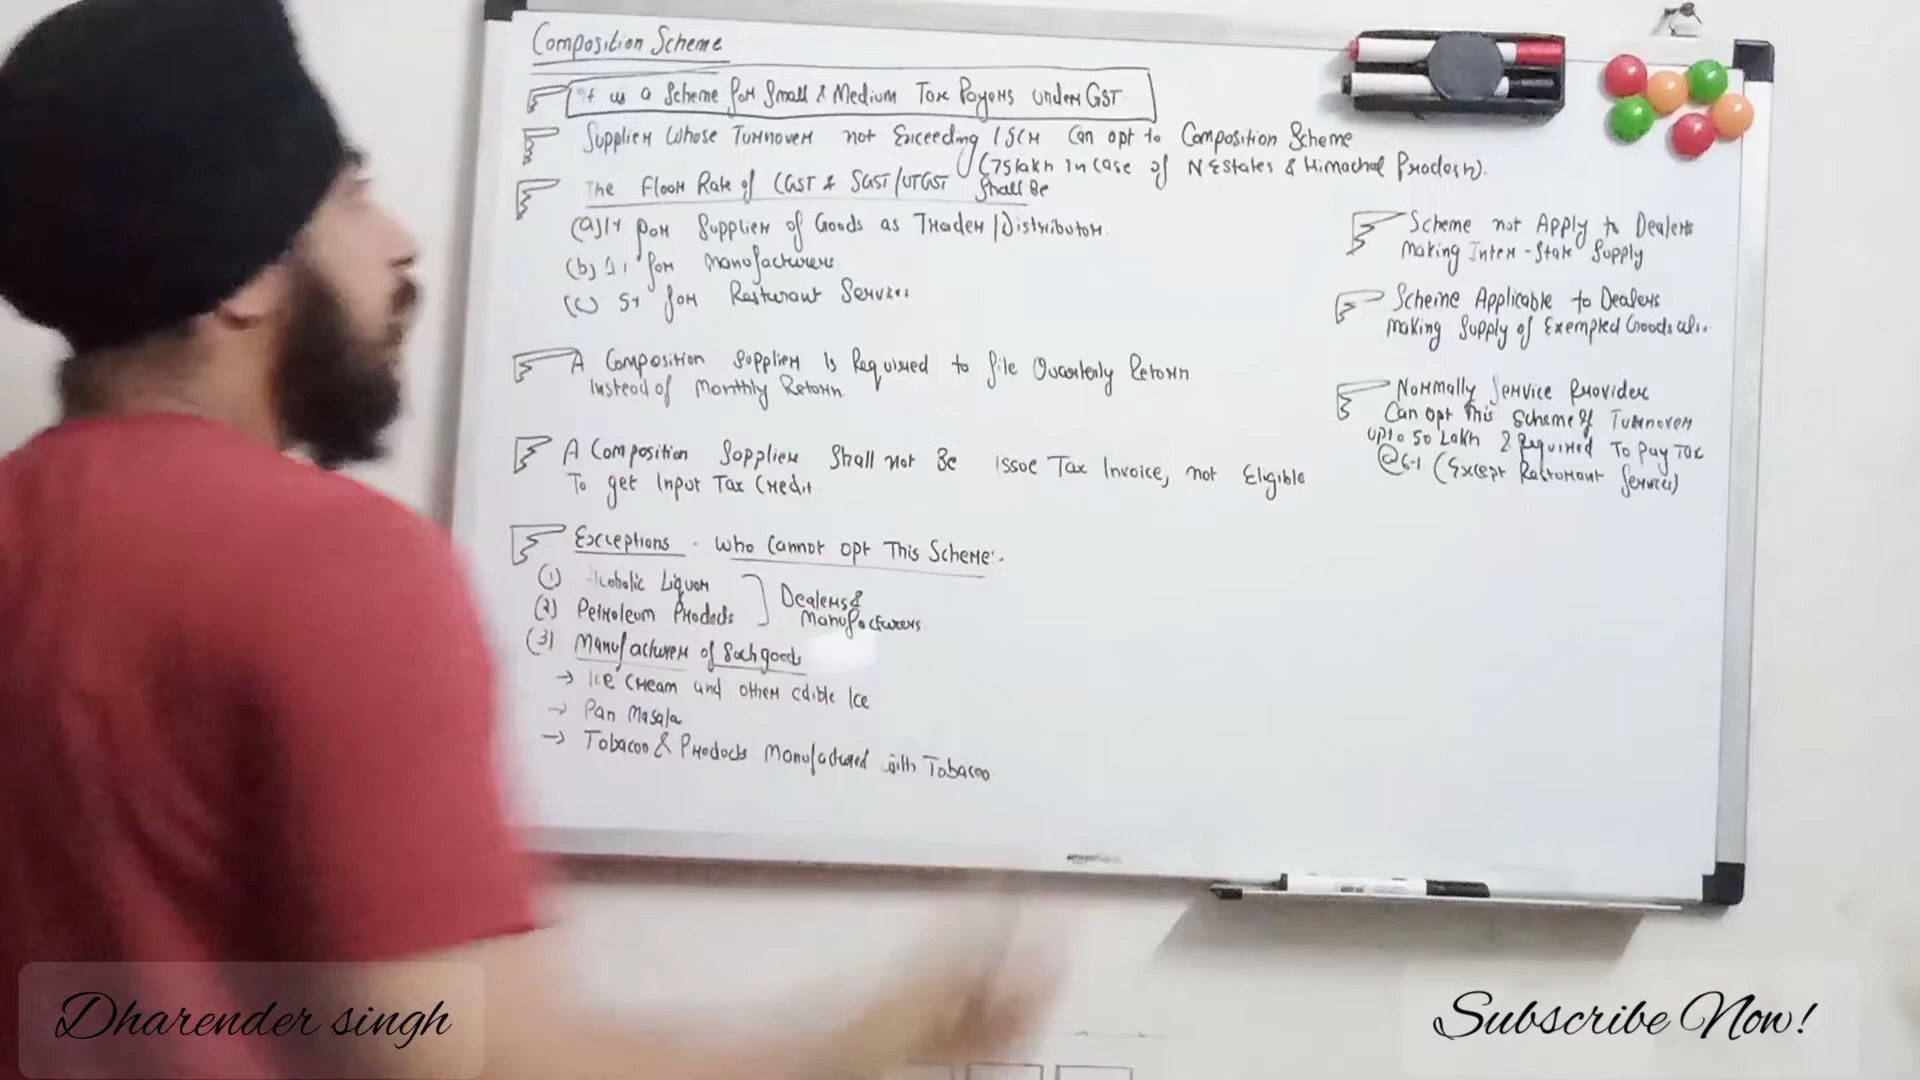 Composition Scheme
It is a Scheme for Small & Medium Tax Payers under GST
Supplier Whose Turnover not Exceeding 1.5Cr Can opt to Composition Scheme
(75 lakh in case of N E States & Himachal Pradesh).
The Floor Rate of CGST & SGST/UTGST Shall Be
(a) 1% for Supplier of Goods as Trader/Distributor.
(b) 1% for Manufacturers
(c) 5% for Resturant Services
A Composition Supplier Is Required to file Quarterly Return
Instead of Monthly Return
A Composition Supplier Shall not Be Issue Tax Invoice, not Eligible
To get Input Tax Credit
Exceptions - Who Cannot opt This Scheme:-
(1) Alcoholic Liquor
(2) Petroleum Products
Dealers &
Manufacturers
(3) Manufacturer of Such goods
→ Ice Cream and other edible Ice
→ Pan Masala
→ Tobacoo & Products Manufactured with Tobacoo
Scheme not Apply to Dealers
Making Inter-State Supply
Scheme Applicable to Dealers
Making Supply of Exempted Goods also.
Normally Service Provider
Can opt this Scheme if Turnover
upto 50 Lakh & Required To Pay Tax
@6% (Except Restaurant Services)
Dharender singh
Subscribe Now!